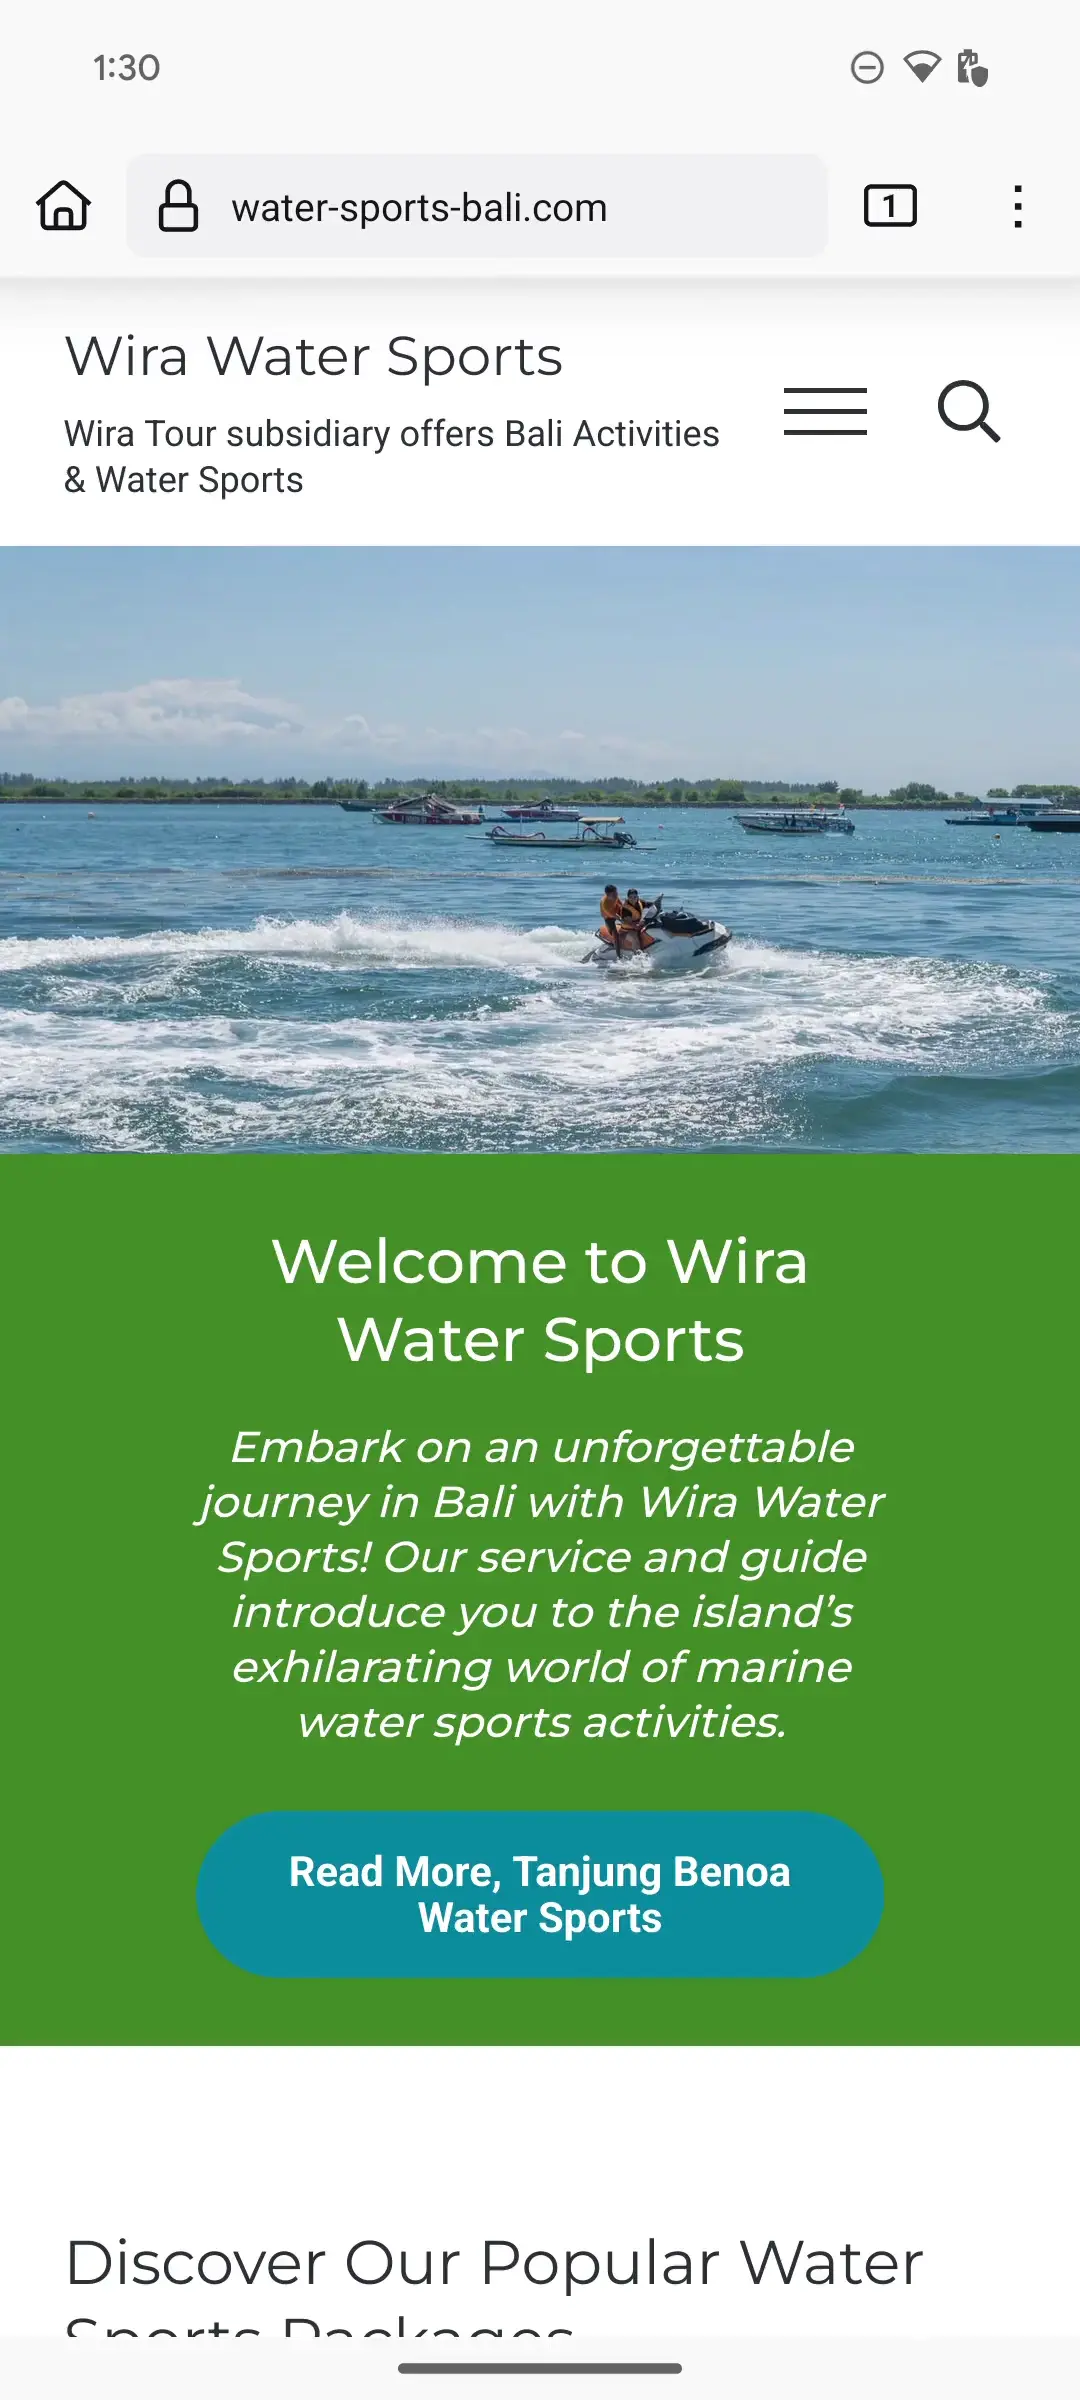 1:30
water-sports-bali.com
1
Wira Water Sports
Wira Tour subsidiary offers Bali Activities
& Water Sports
Welcome to Wira
Water Sports
Embark on an unforgettable
journey in Bali with Wira Water
Sports! Our service and guide
introduce you to the island’s
exhilarating world of marine
water sports activities.
Read More, Tanjung Benoa
Water Sports
Discover Our Popular Water
Sports Packages